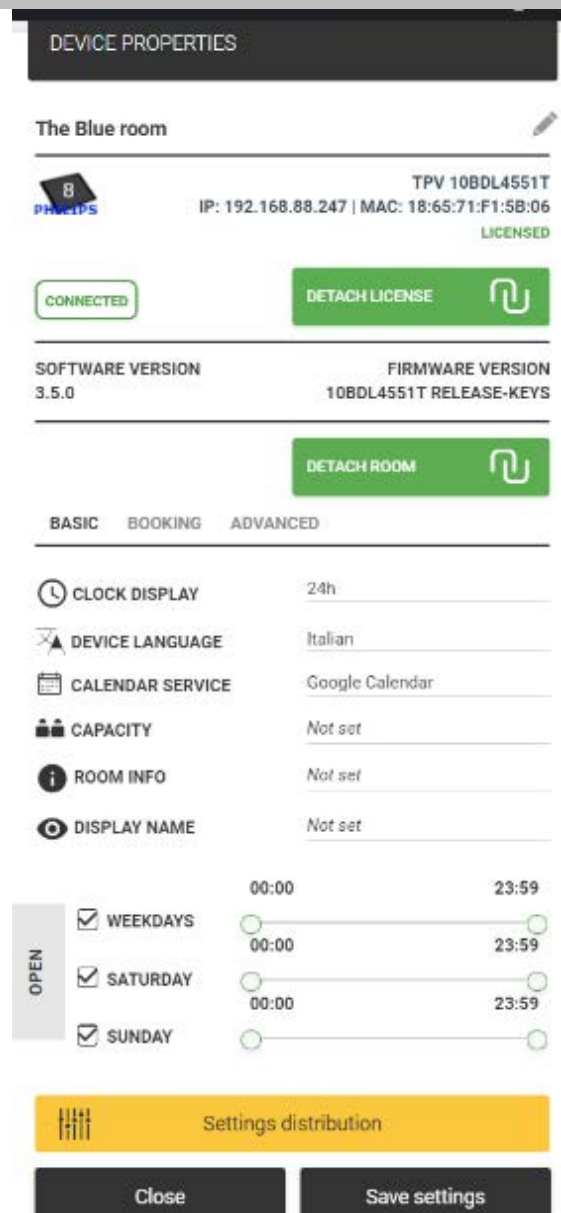 DEVICE PROPERTIES
The Blue room
8
PHILIPS
TPV 10BDL4551T
IP: 192.168.88.247 | MAC: 18:65:71:F1:5B:06
LICENSED
CONNECTED
DETACH LICENSE
SOFTWARE VERSION FIRMWARE VERSION
3.5.0 10BDL4551T RELEASE-KEYS
DETACH ROOM
BASIC BOOKING ADVANCED
CLOCK DISPLAY 24h
DEVICE LANGUAGE Italian
CALENDAR SERVICE Google Calendar
CAPACITY Not set
ROOM INFO Not set
DISPLAY NAME Not set
OPEN
00:00 23:59
WEEKDAYS
00:00 23:59
SATURDAY
00:00 23:59
SUNDAY
Settings distribution
Close Save settings